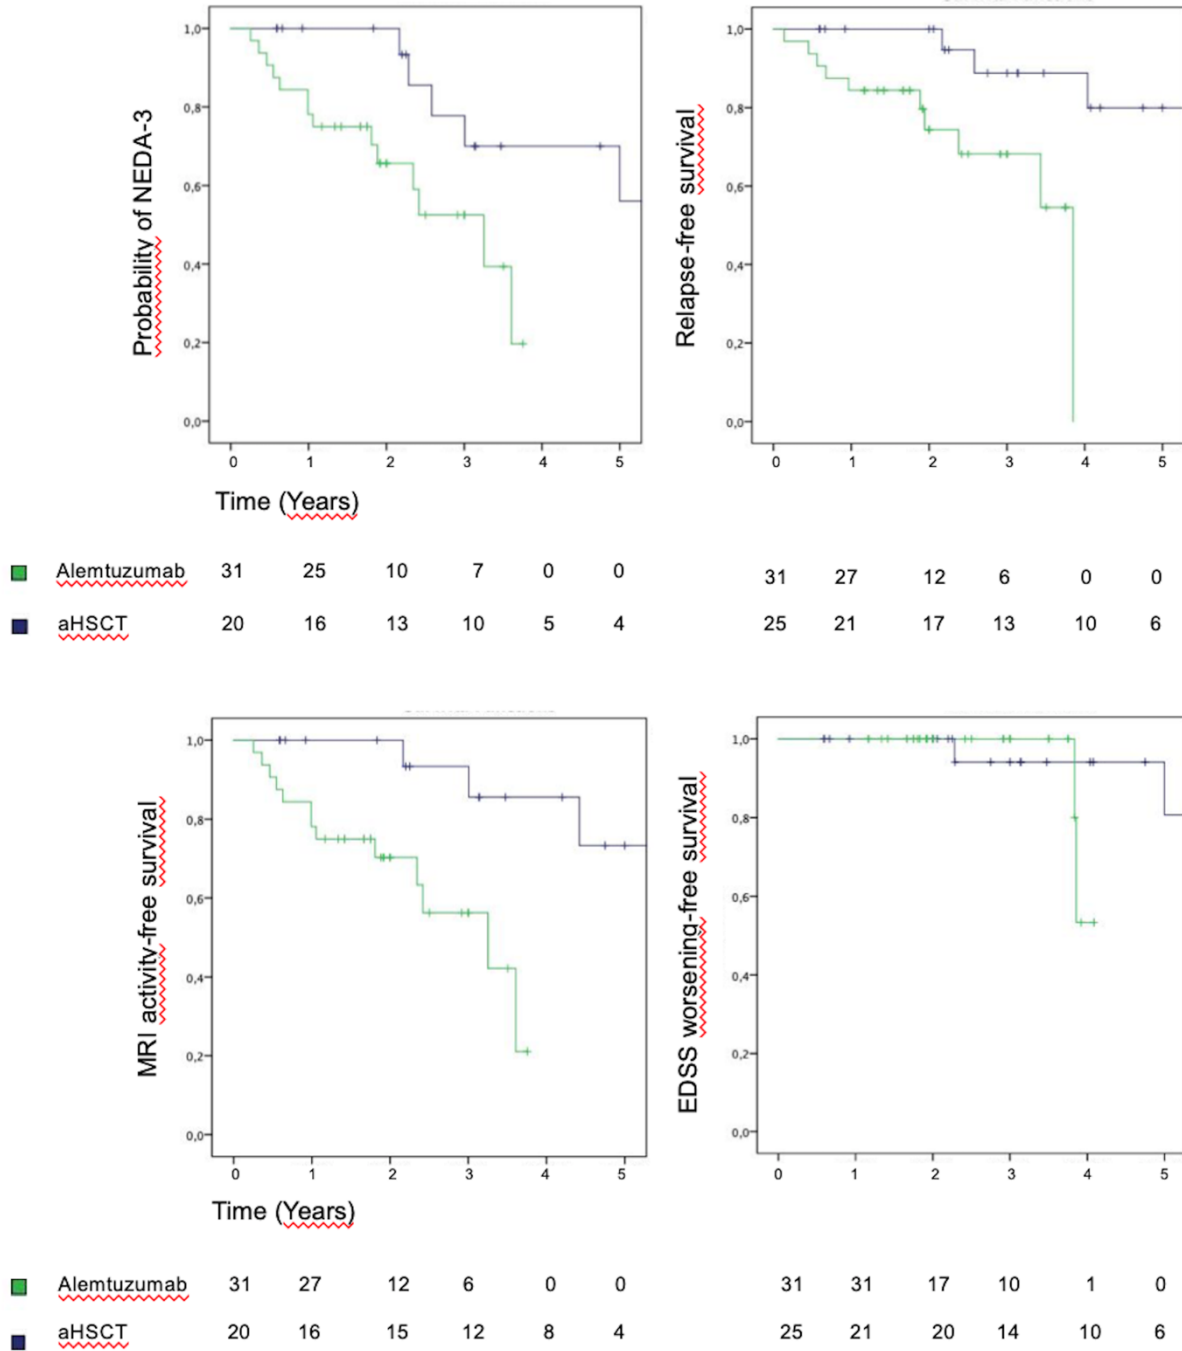 Probability of NEDA-3
1,0
0,8
0,6
0,4
0,2
0,0
0 1 2 3 4 5
Time (Years)
Relapse-free survival
1,0
0,8
0,6
0,4
0,2
0,0
0 1 2 3 4 5
Alemtuzumab 31 25 10 7 0 0
31 27 12 6 0 0
aHSCT 20 16 13 10 5 4
25 21 17 13 10 6
MRI activity-free survival
1,0
0,8
0,6
0,4
0,2
0,0
0 1 2 3 4 5
Time (Years)
EDSS worsening-free survival
1,0
0,8
0,6
0,4
0,2
0,0
0 1 2 3 4 5
Alemtuzumab 31 27 12 6 0 0
31 31 17 10 1 0
aHSCT 20 16 15 12 8 4
25 21 20 14 10 6